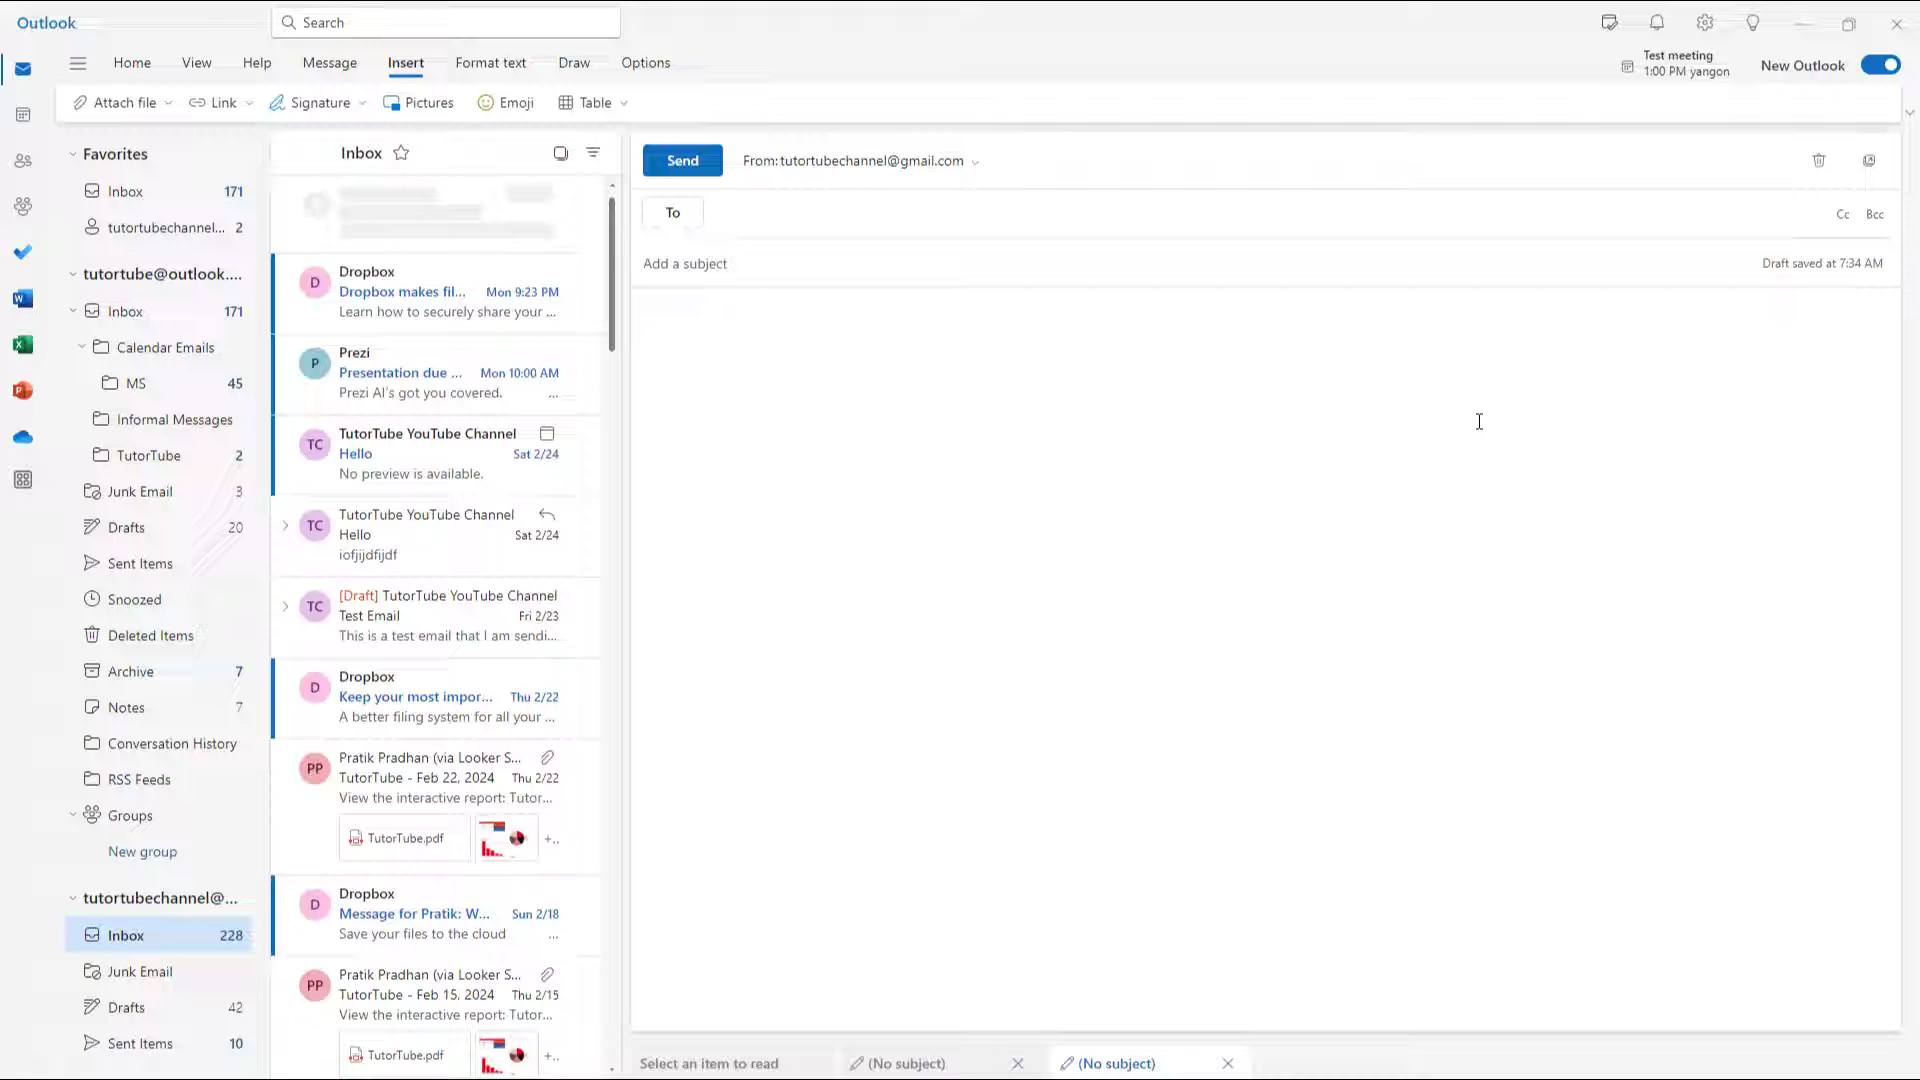 Outlook
Search
Test meeting
1:00 PM yangon
New Outlook
Home View Help Message Insert Format text Draw Options
Attach file Link Signature Pictures Emoji Table
Favorites
Inbox 171
tutortubechannel... 2
tutortube@outlook....
Inbox 171
Calendar Emails
MS 45
Informal Messages
TutorTube 2
Junk Email 3
Drafts 20
Sent Items
Snoozed
Deleted Items
Archive 7
Notes 7
Conversation History
RSS Feeds
Groups
New group
tutortubechannel@...
Inbox 228
Junk Email
Drafts 42
Sent Items 10
Inbox
D
Dropbox
Dropbox makes fil... Mon 9:23 PM
Learn how to securely share your ...
P
Prezi
Presentation due ... Mon 10:00 AM
Prezi AI's got you covered. ...
TC
TutorTube YouTube Channel
Hello Sat 2/24
No preview is available.
TC
TutorTube YouTube Channel
Hello Sat 2/24
iofjijdfijdf
TC
[Draft] TutorTube YouTube Channel
Test Email Fri 2/23
This is a test email that I am sendi...
D
Dropbox
Keep your most impor... Thu 2/22
A better filing system for all your ...
PP
Pratik Pradhan (via Looker S...
TutorTube - Feb 22, 2024 Thu 2/22
View the interactive report: Tutor...
TutorTube.pdf +..
D
Dropbox
Message for Pratik: W... Sun 2/18
Save your files to the cloud ...
PP
Pratik Pradhan (via Looker S...
TutorTube - Feb 15, 2024 Thu 2/15
View the interactive report: Tutor...
TutorTube.pdf +..
Send From: tutortubechannel@gmail.com
To Cc Bcc
Add a subject Draft saved at 7:34 AM
Select an item to read (No subject) (No subject)